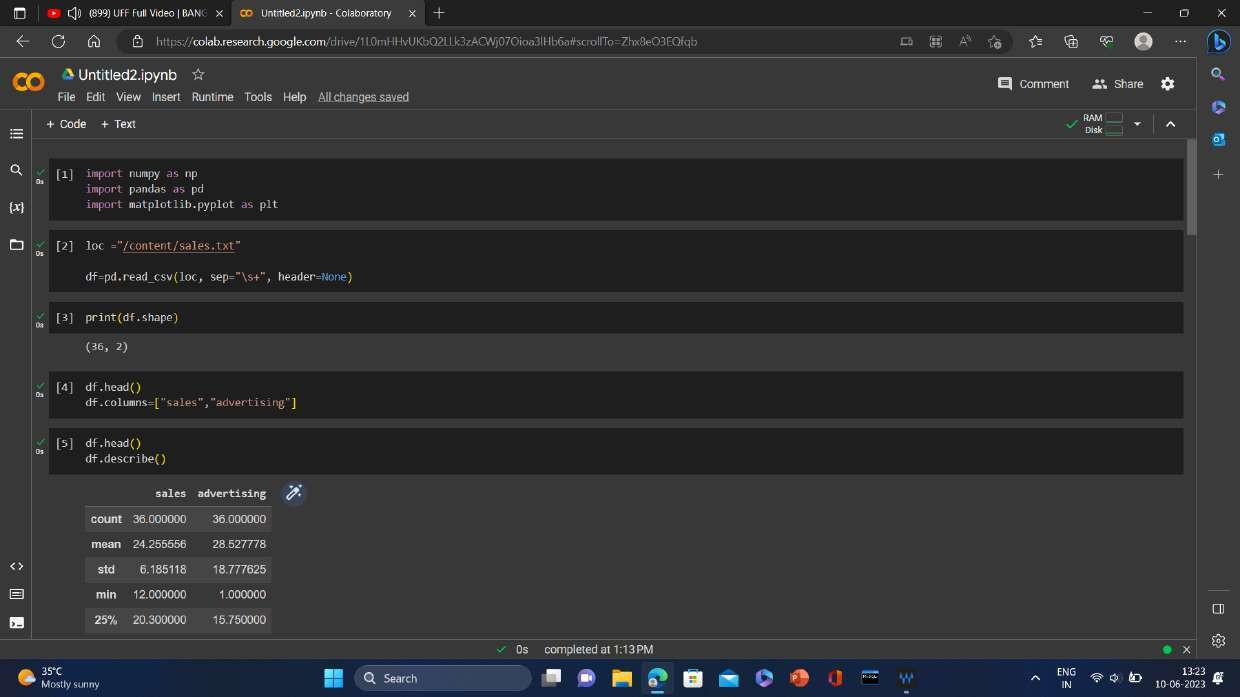 (899) UFF Full Video | BANG
Untitled2.ipynb - Colaboratory
https://colab.research.google.com/drive/1L0mHHvUKbQ2LLk3zACWj07Oioa3lHb6a#scrollTo=Zhx8eO3EQfqb
Untitled2.ipynb
File Edit View Insert Runtime Tools Help All changes saved
Comment Share
+ Code + Text
RAM
Disk
[1] import numpy as np
0s import pandas as pd
import matplotlib.pyplot as plt
[2] loc ="/content/sales.txt"
0s
df=pd.read_csv(loc, sep="\s+", header=None)
[3] print(df.shape)
0s
(36, 2)
[4] df.head()
0s df.columns=["sales","advertising"]
[5] df.head()
0s df.describe()
sales advertising
count 36.000000 36.000000
mean 24.255556 28.527778
std 6.185118 18.777625
min 12.000000 1.000000
25% 20.300000 15.750000
0s completed at 1:13 PM
35°C
Mostly sunny
Search
ENG
IN
13:23
10-06-2023